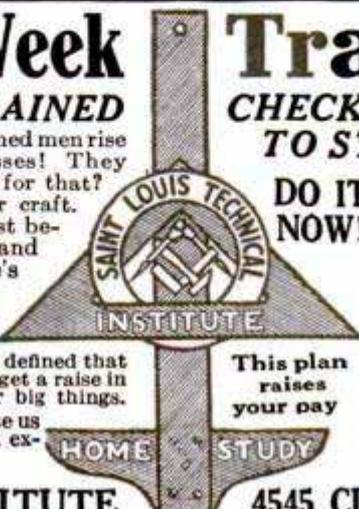 Week
AINED
ned men rise
sses! They
for that?
r craft.
st be-
and
e's
SAINT LOUIS TECHNICAL
INSTITUTE
defined that
get a raise in
r big things.
te us
ex-
HOME STUDY
ITUTE
Tra
CHECK
TO ST
DO IT
NOW!
This plan
raises
your pay
4545 Cl